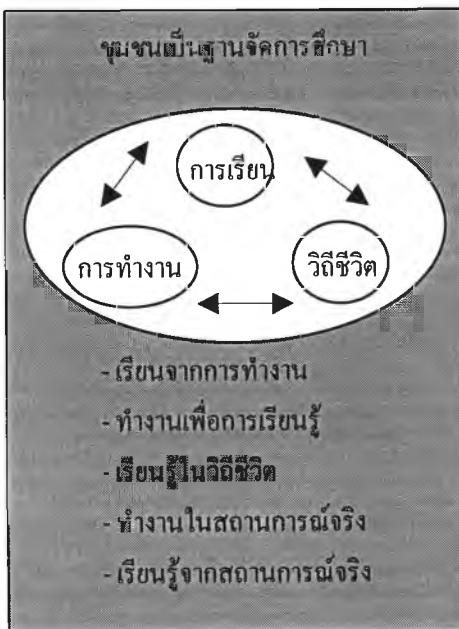 ชุมชนเป็นฐานจัดการศึกษา
การเรียน
การทำงาน
วิถีชีวิต
- เรียนจากการทำงาน
- ทำงานเพื่อการเรียนรู้
- เรียนรู้ในวิถีชีวิต
- ทำงานในสถานการณ์จริง
- เรียนรู้จากสถานการณ์จริง